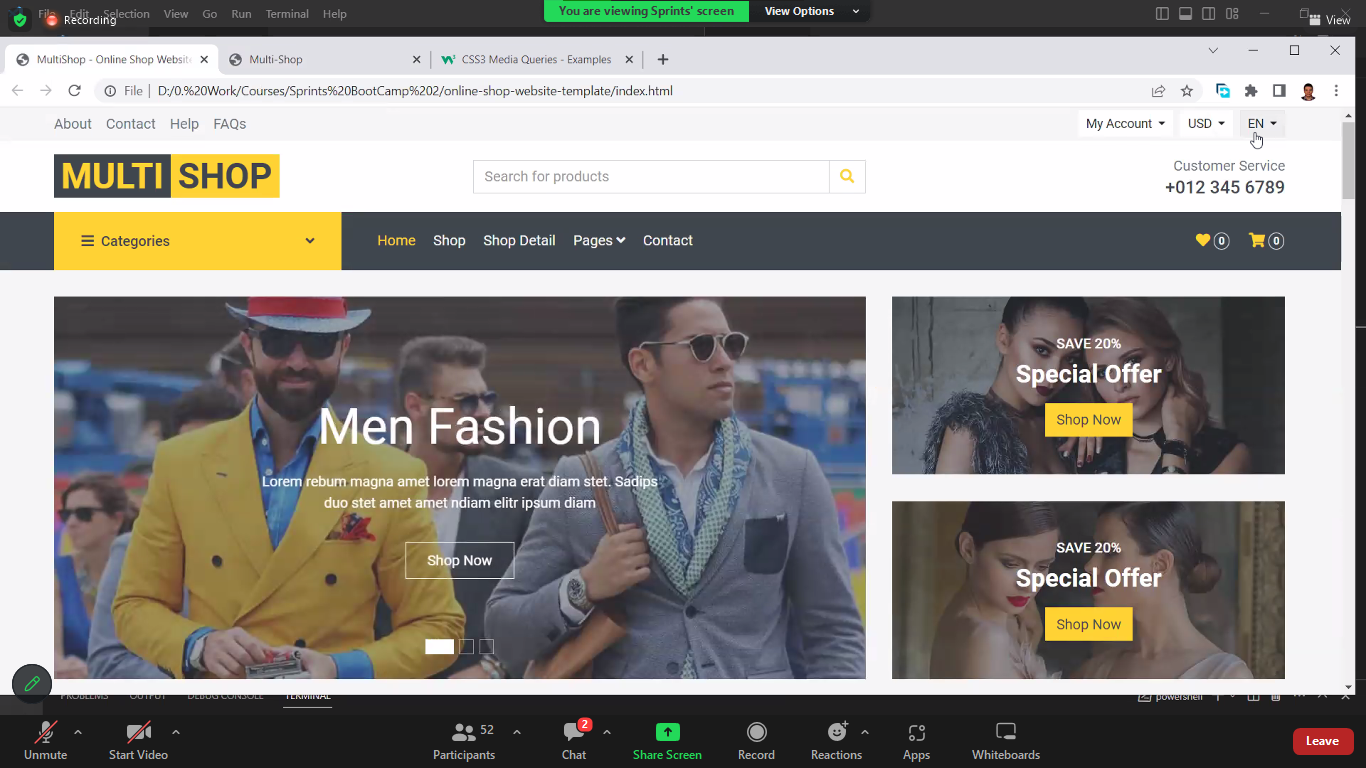 File Edit Selection View Go Run Terminal Help
Recording
You are viewing Sprints' screen
View Options
View
MultiShop - Online Shop Websit
Multi-Shop
CSS3 Media Queries - Examples
File | D:/0.%20Work/Courses/Sprints%20BootCamp%202/online-shop-website-template/index.html
About Contact Help FAQs
My Account USD EN
MULTI SHOP
Search for products
Customer Service
+012 345 6789
Categories
Home Shop Shop Detail Pages Contact
0 0
Men Fashion
Lorem rebum magna amet lorem magna erat diam stet. Sadips
duo stet amet amet ndiam elitr ipsum diam
Shop Now
SAVE 20%
Special Offer
Shop Now
SAVE 20%
Special Offer
Shop Now
PROBLEMS OUTPUT DEBUG CONSOLE TERMINAL
powershell
52
2
Unmute Start Video Participants Chat Share Screen Record Reactions Apps Whiteboards
Leave